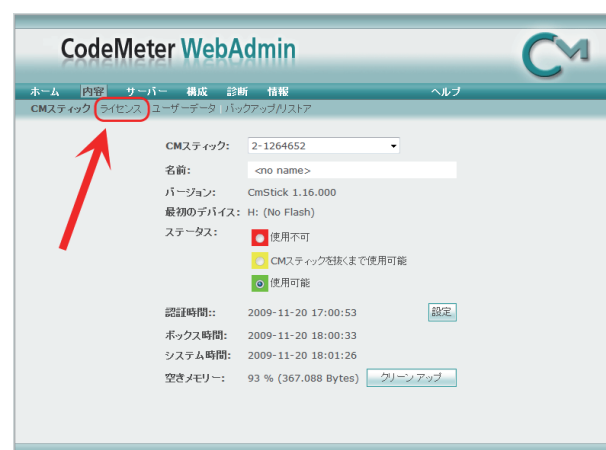 CodeMeter WebAdmin
CM
ホーム 内容 サーバー 構成 診断 情報 ヘルプ
CMスティック ライセンス ユーザーデータ | バックアップ/リストア
CMスティック: 2-1264652
名前: <no name>
バージョン: CmStick 1.16.000
最初のデバイス: H: (No Flash)
ステータス: 使用不可
CMスティックを抜くまで使用可能
使用可能
認証時間:: 2009-11-20 17:00:53 設定
ボックス時間: 2009-11-20 18:00:33
システム時間: 2009-11-20 18:01:26
空きメモリー: 93 % (367.088 Bytes) クリーン アップ